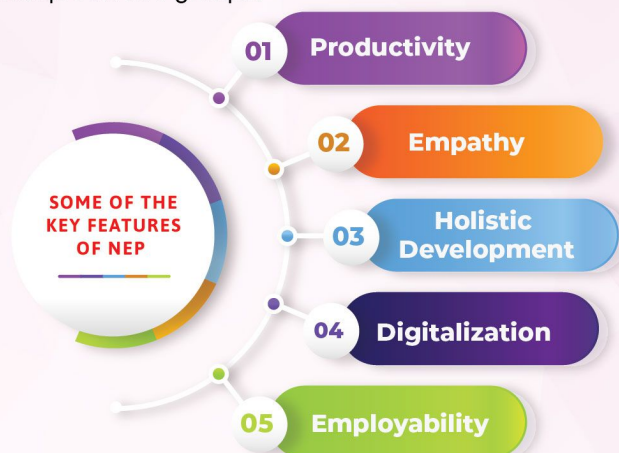 SOME OF THE
KEY FEATURES
OF NEP
01 Productivity
02 Empathy
03 Holistic
Development
04 Digitalization
05 Employability